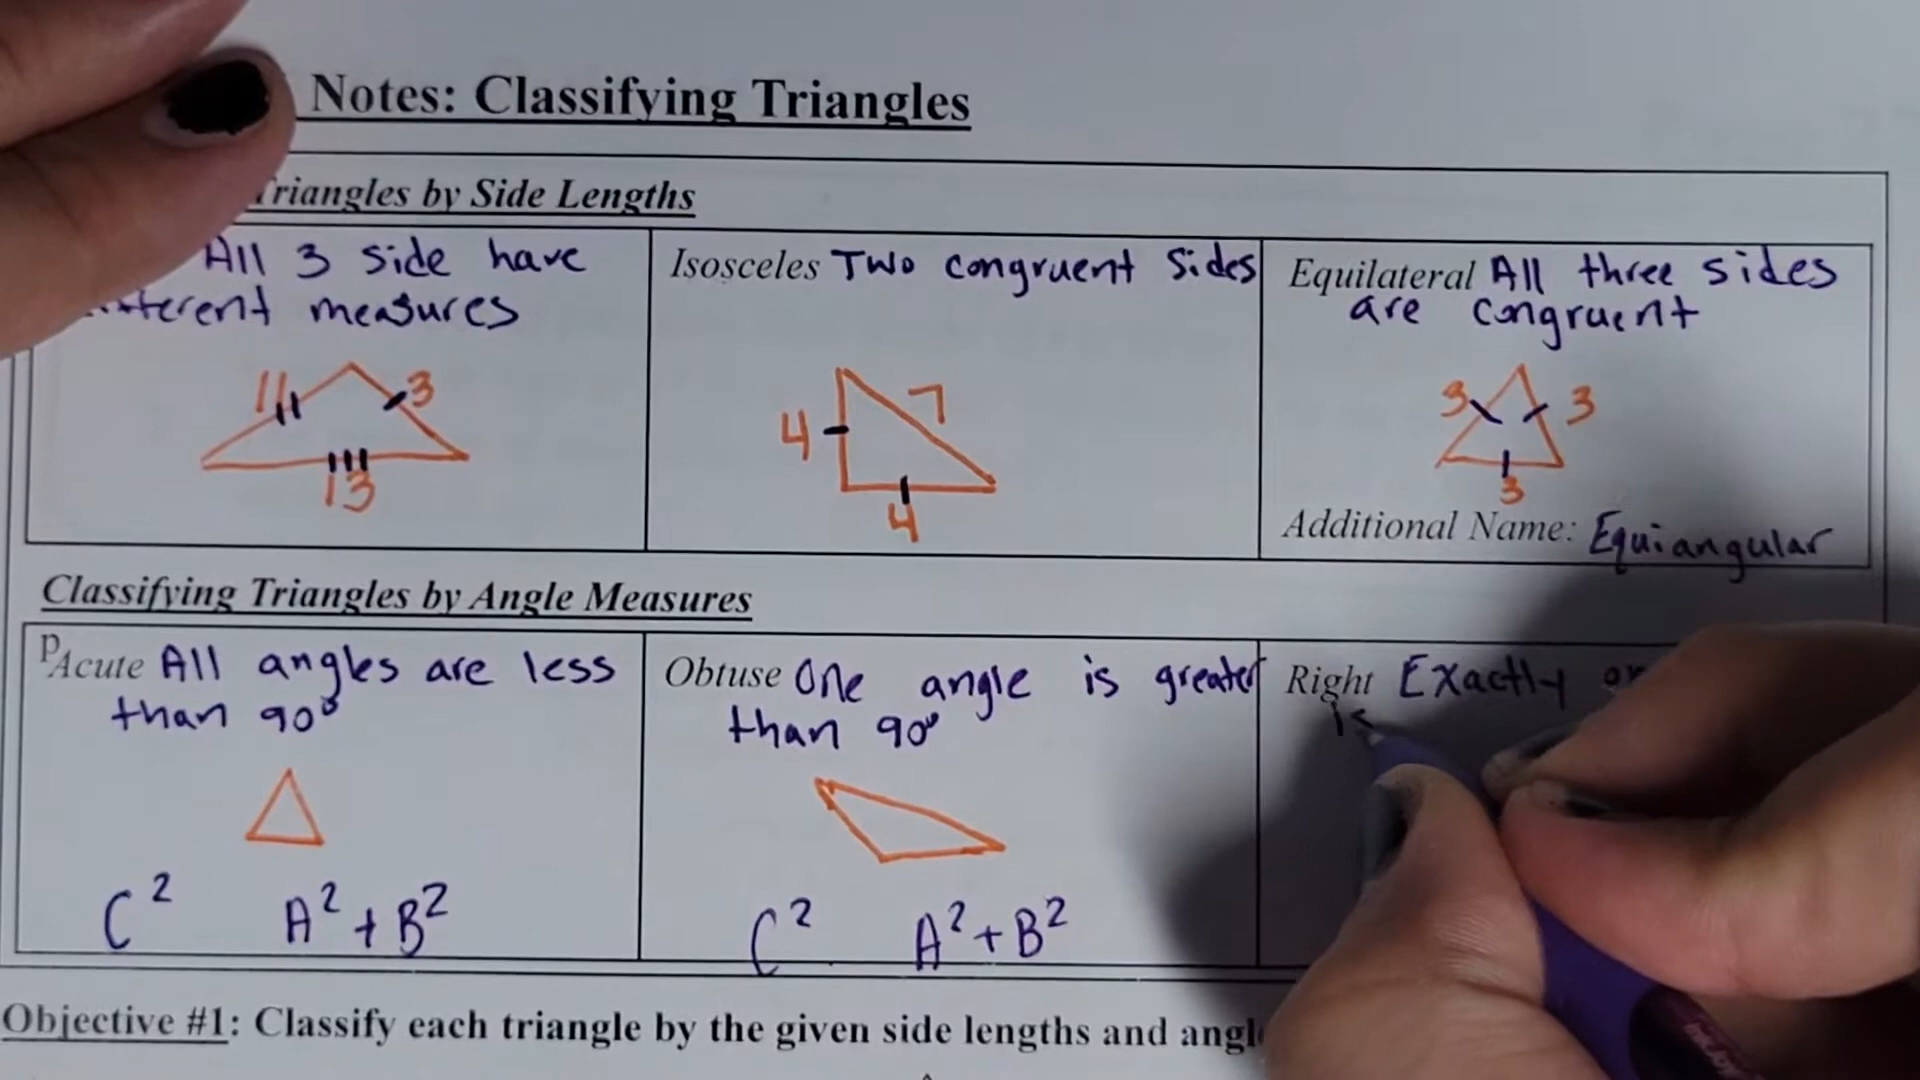 Notes: Classifying Triangles
Triangles by Side Lengths
All 3 side have
measures
11
3
13
Isosceles Two congruent sides
4
7
4
Equilateral All three sides
are congruent
3
3
3
Additional Name: Equiangular
Classifying Triangles by Angle Measures
P
Acute All angles are less
than 90°
C² A² + B²
Obtuse One angle is greater
than 90°
C² A² + B²
Right Exactly
is
Objective #1: Classify each triangle by the given side lengths and